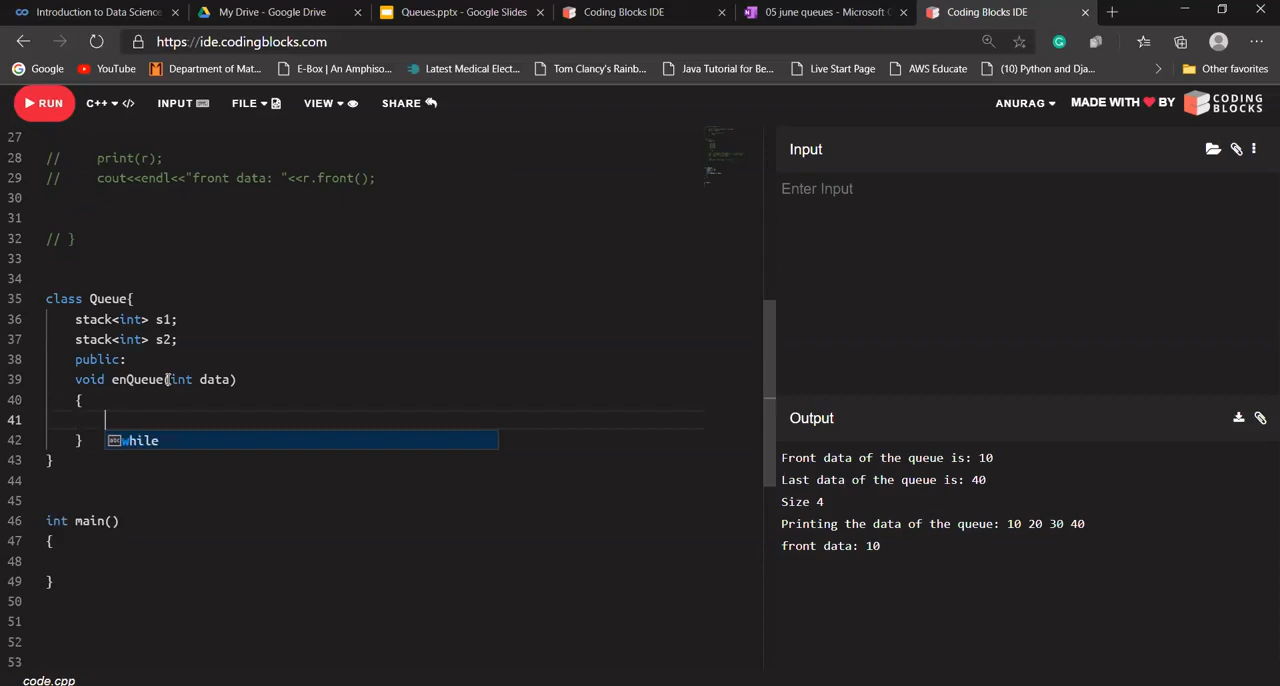 Introduction to Data Science
My Drive - Google Drive
Queues.pptx - Google Slides
Coding Blocks IDE
05 june queues - Microsoft
Coding Blocks IDE
https://ide.codingblocks.com
Google
YouTube
Department of Mat...
E-Box | An Amphiso...
Latest Medical Elect...
Tom Clancy's Rainb...
Java Tutorial for Be...
Live Start Page
AWS Educate
(10) Python and Dja...
Other favorites
RUN
C++ </>
INPUT
FILE
VIEW
SHARE
ANURAG
MADE WITH ❤ BY
CODING
BLOCKS
27
28 // print(r);
29 // cout<<endl<<"front data: "<<r.front();
30
31
32 // }
33
34
35 class Queue{
36 stack<int> s1;
37 stack<int> s2;
38 public:
39 void enQueue(int data)
40 {
41
42 }
while
43 }
44
45
46 int main()
47 {
48
49 }
50
51
52
53
code.cpp
Input
Enter Input
Output
Front data of the queue is: 10
Last data of the queue is: 40
Size 4
Printing the data of the queue: 10 20 30 40
front data: 10